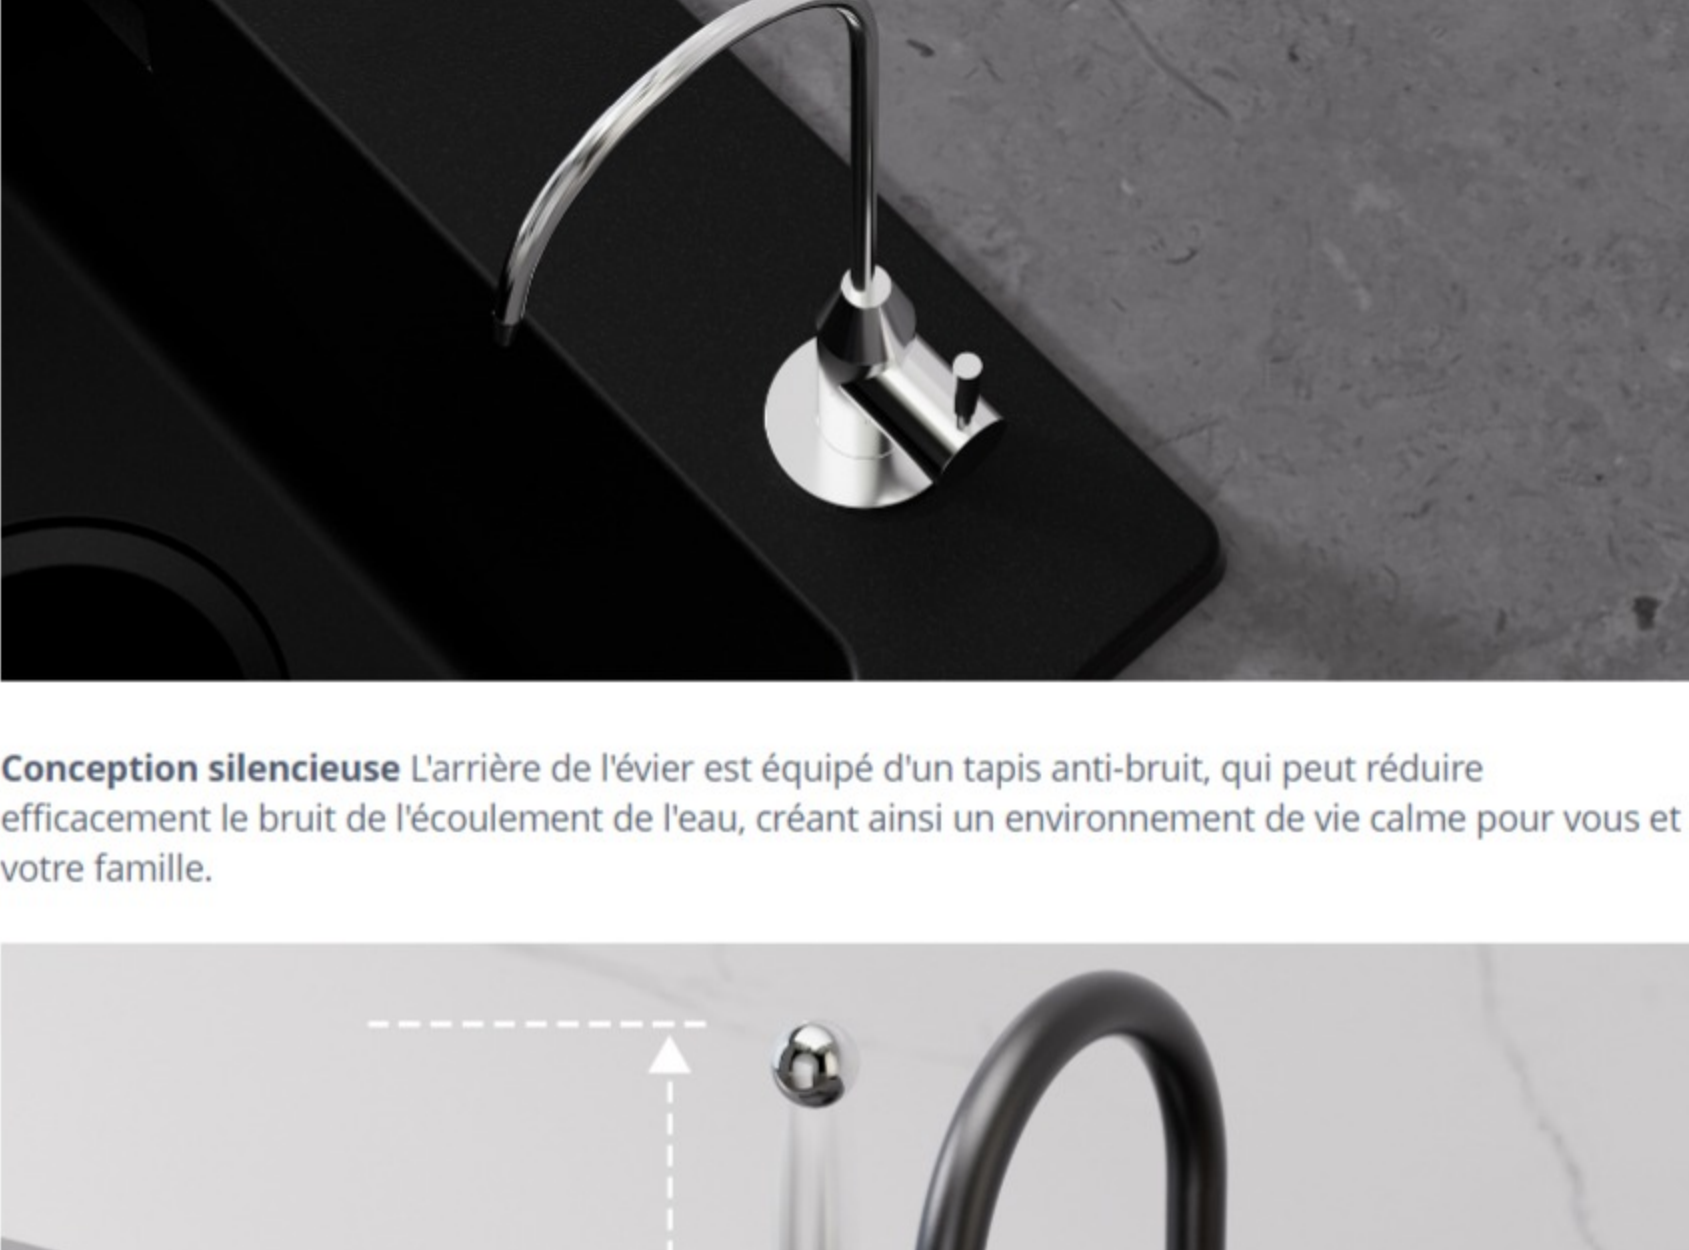 Conception silencieuse L'arrière de l'évier est équipé d'un tapis anti-bruit, qui peut réduire
efficacement le bruit de l'écoulement de l'eau, créant ainsi un environnement de vie calme pour vous et
votre famille.